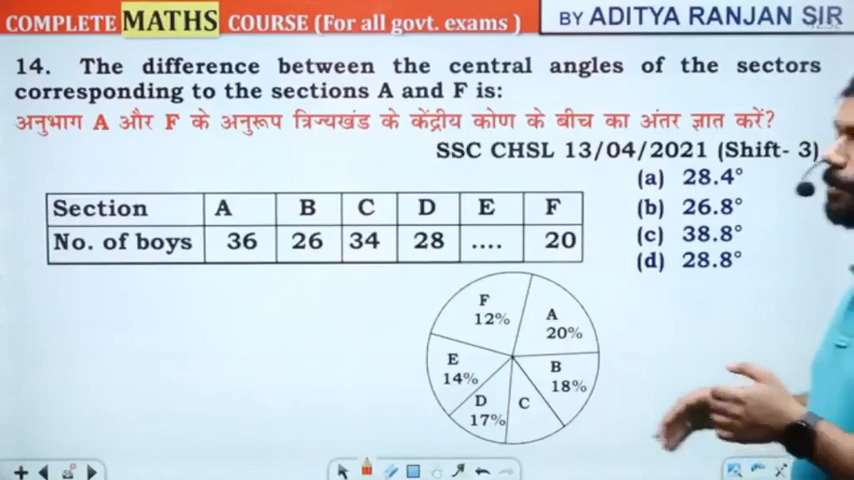 COMPLETE MATHS COURSE (For all govt. exams )
BY ADITYA RANJAN SIR
14. The difference between the central angles of the sectors
corresponding to the sections A and F is:
अनुभाग A और F के अनुरूप त्रिज्यखंड के केंद्रीय कोण के बीच का अंतर ज्ञात करें?
SSC CHSL 13/04/2021 (Shift- 3)
(a) 28.4°
(b) 26.8°
(c) 38.8°
(d) 28.8°
Section A B C D E F
No. of boys 36 26 34 28 .... 20
F
12%
A
20%
E
14%
B
18%
D
17%
C